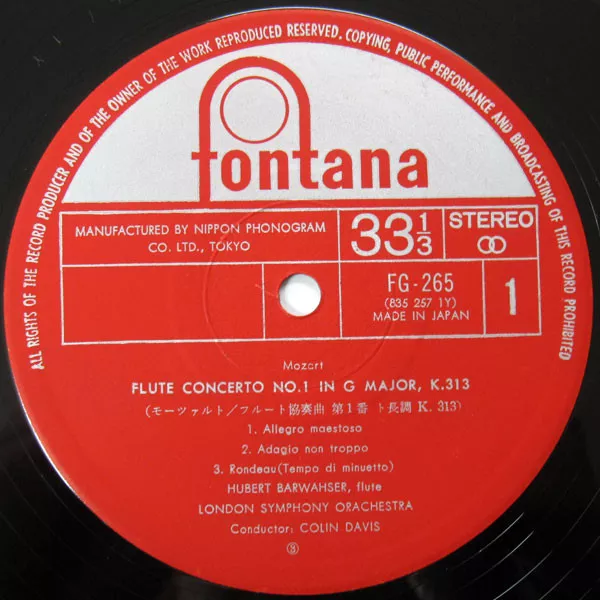 ALL RIGHTS OF THE RECORD PRODUCER AND OF THE OWNER OF THE WORK REPRODUCED RESERVED. COPYING, PUBLIC PERFORMANCE AND BROADCASTING OF THIS RECORD PROHIBITED
fontana
MANUFACTURED BY NIPPON PHONOGRAM
CO. LTD., TOKYO
33 1/3
STEREO
FG-265
(835 257 1Y)
MADE IN JAPAN
1
Mozart
FLUTE CONCERTO NO.1 IN G MAJOR, K.313
(モーツァルト/フルート協奏曲 第1番 ト長調 K. 313)
1. Allegro maestoso
2. Adagio non troppo
3. Rondeau(Tempo di minuetto)
HUBERT BARWAHSER, flute
LONDON SYMPHONY ORACHESTRA
Conductor: COLIN DAVIS